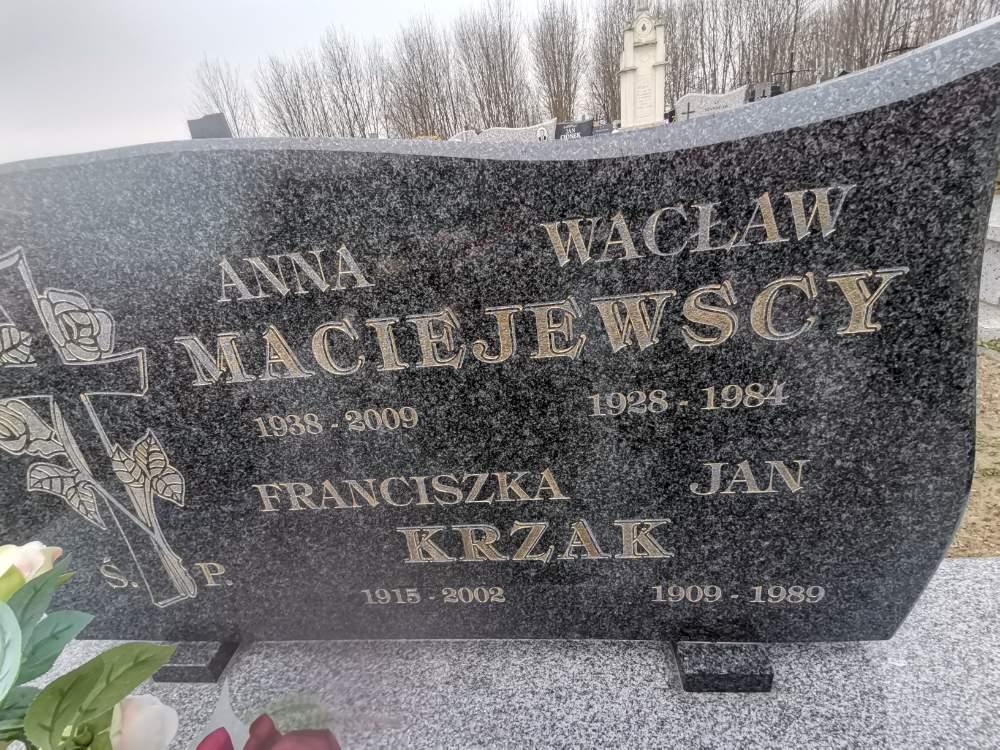 ANNA WACŁAW
MACIEJEWSCY
1938 - 2009 1928 - 1984
FRANCISZKA JAN
KRZAK
Ś. P. 1915 - 2002 1909 - 1989